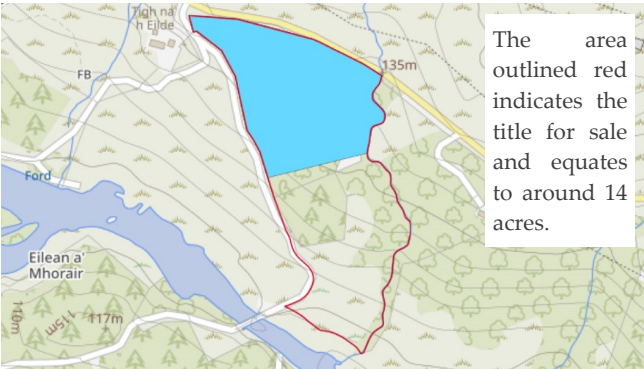 Tigh na
h Eilde
135m
FB
Ford
Eilean a'
Mhorair
110m
115m
117m
The area
outlined red
indicates the
title for sale
and equates
to around 14
acres.